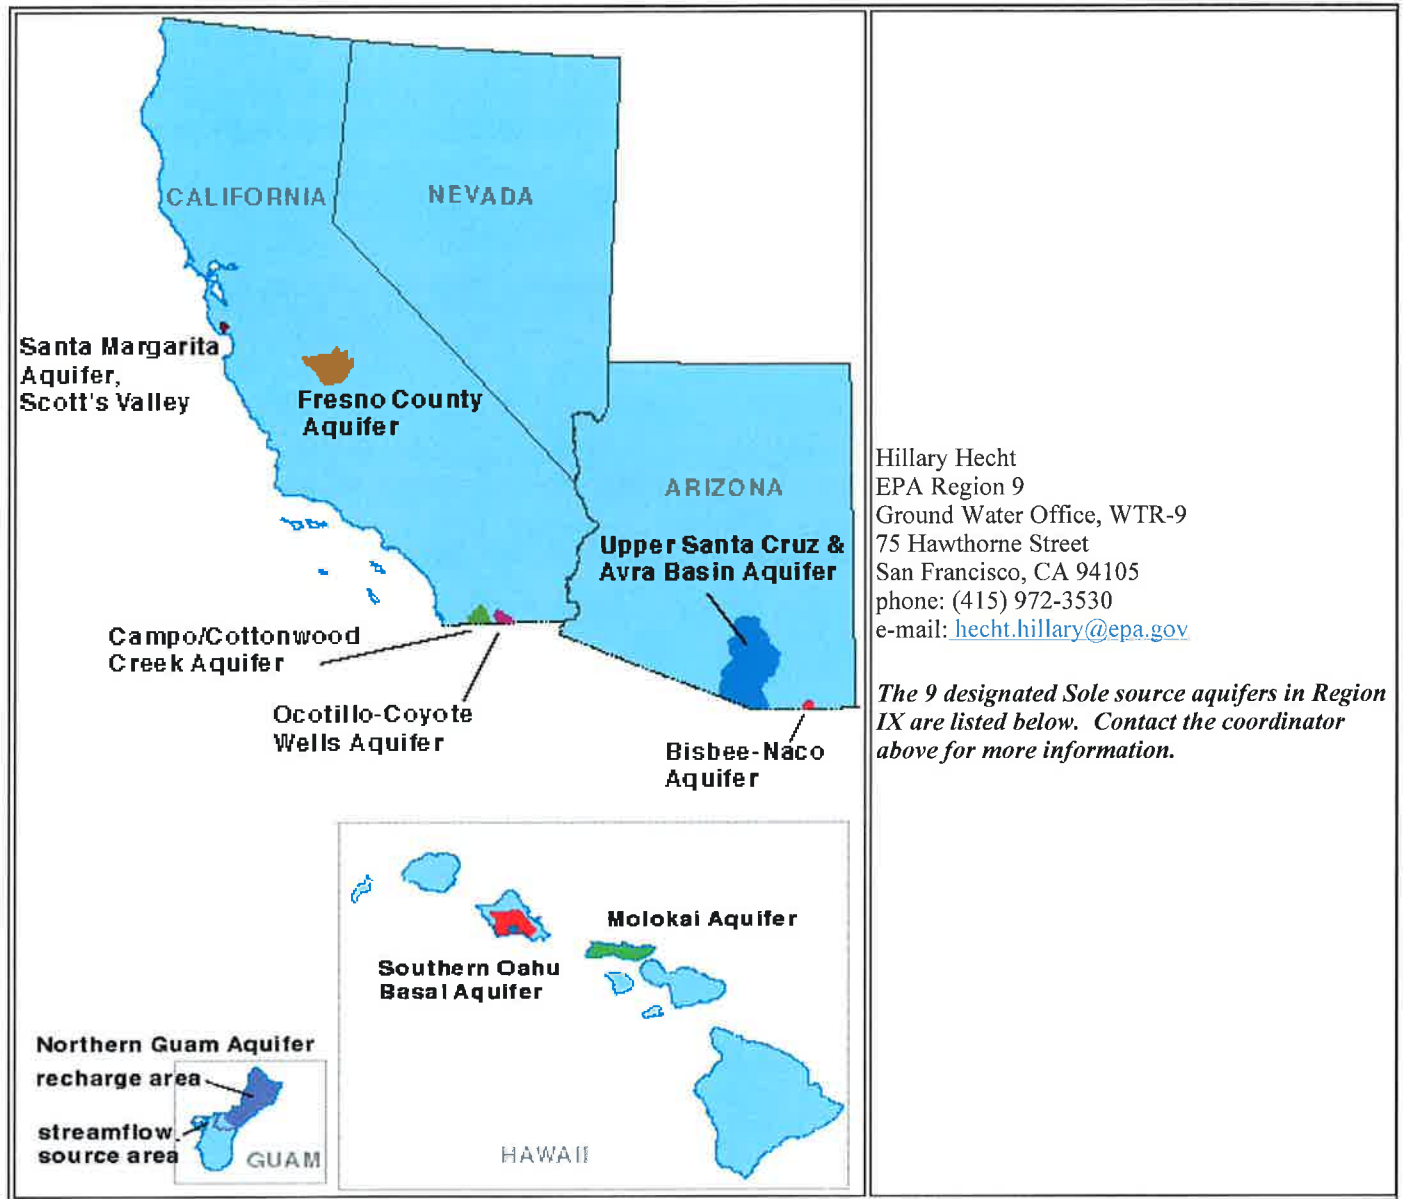 CALIFORNIA
NEVADA
Santa Margarita
Aquifer,
Scott's Valley
Fresno County
Aquifer
ARIZONA
Upper Santa Cruz &
Avra Basin Aquifer
Campo/Cottonwood
Creek Aquifer
Ocotillo-Coyote
Wells Aquifer
Bisbee-Naco
Aquifer
Molokai Aquifer
Southern Oahu
Basal Aquifer
HAWAII
Northern Guam Aquifer
recharge area
streamflow
source area
GUAM
Hillary Hecht
EPA Region 9
Ground Water Office, WTR-9
75 Hawthorne Street
San Francisco, CA 94105
phone: (415) 972-3530
e-mail: hecht.hillary@epa.gov
The 9 designated Sole source aquifers in Region
IX are listed below. Contact the coordinator
above for more information.